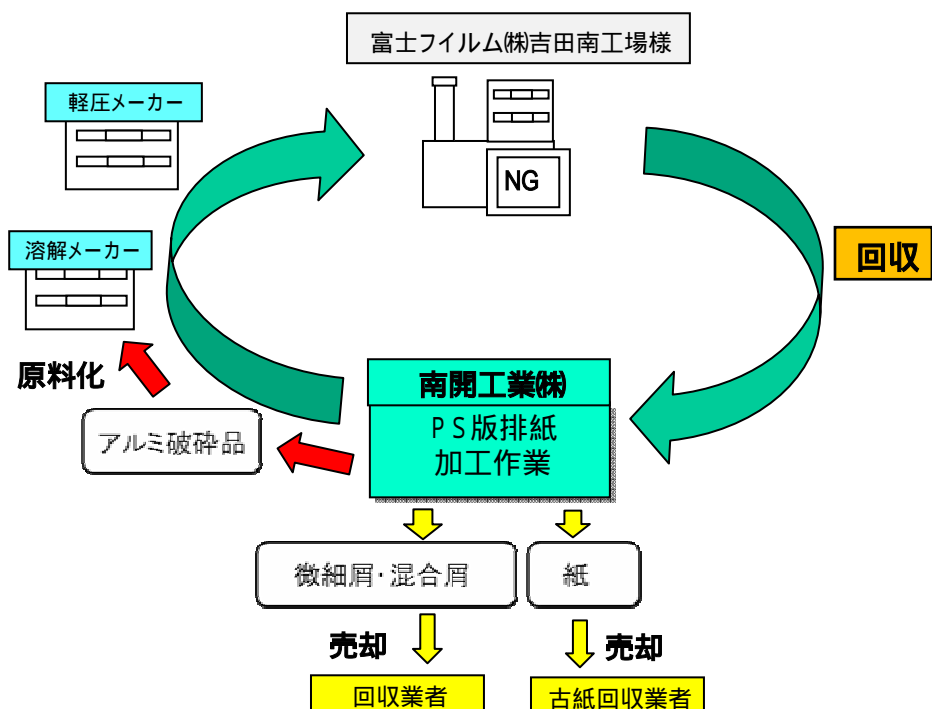 富士フイルム㈱吉田南工場様
軽圧メーカー
NG
溶解メーカー
回収
原料化
南開工業㈱
PS版排紙
加工作業
アルミ破砕品
微細屑・混合屑
紙
売却
売却
回収業者
古紙回収業者